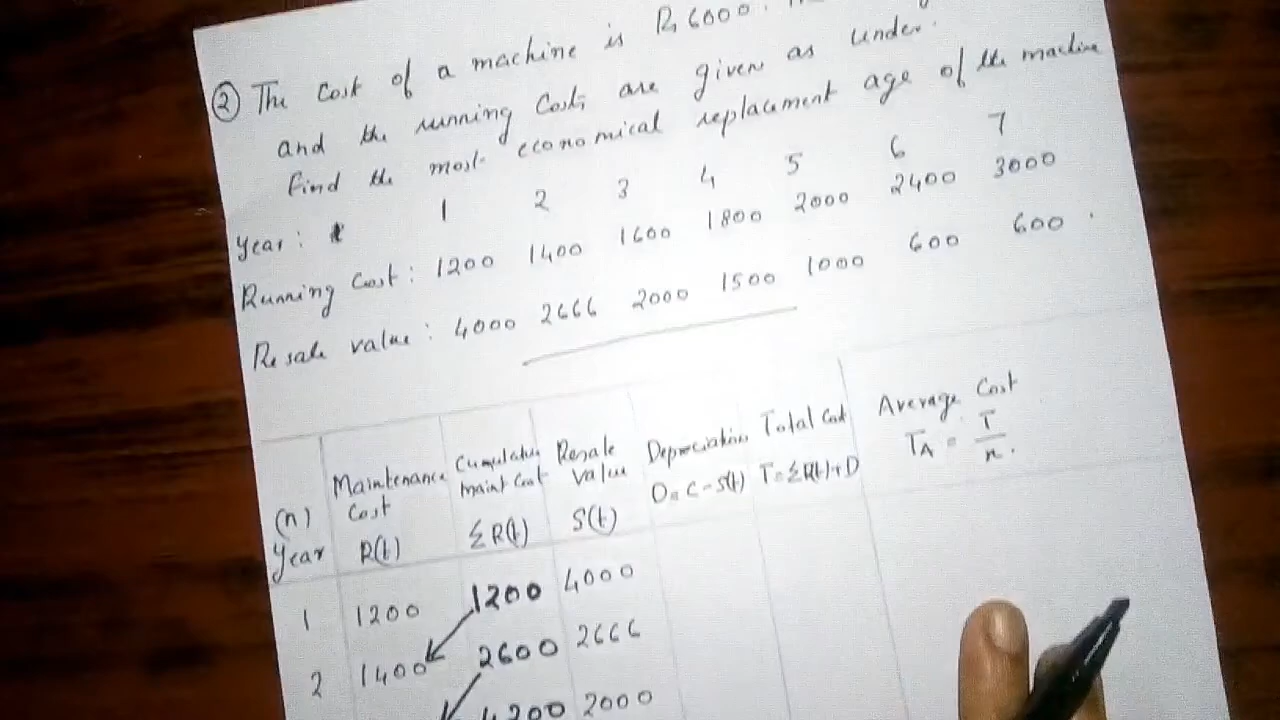 ② The cost of a machine is Rs 6000.
and the running costs are given as under.
Find the most economical replacement age of the machine
Year: 1 2 3 4 5 6 7
Running Cost: 1200 1400 1600 1800 2000 2400 3000
Resale value: 4000 2666 2000 1500 1000 600 600.
(n) Year
Maintenance Cost R(t)
Cumulative maint Cost ΣR(t)
Resale value S(t)
Depreciation D = C - S(t)
Total Cost T = ΣR(t) + D
Average Cost T_A = T/n.
1 1200 1200 4000
2 1400 2600 2666
4200 2000